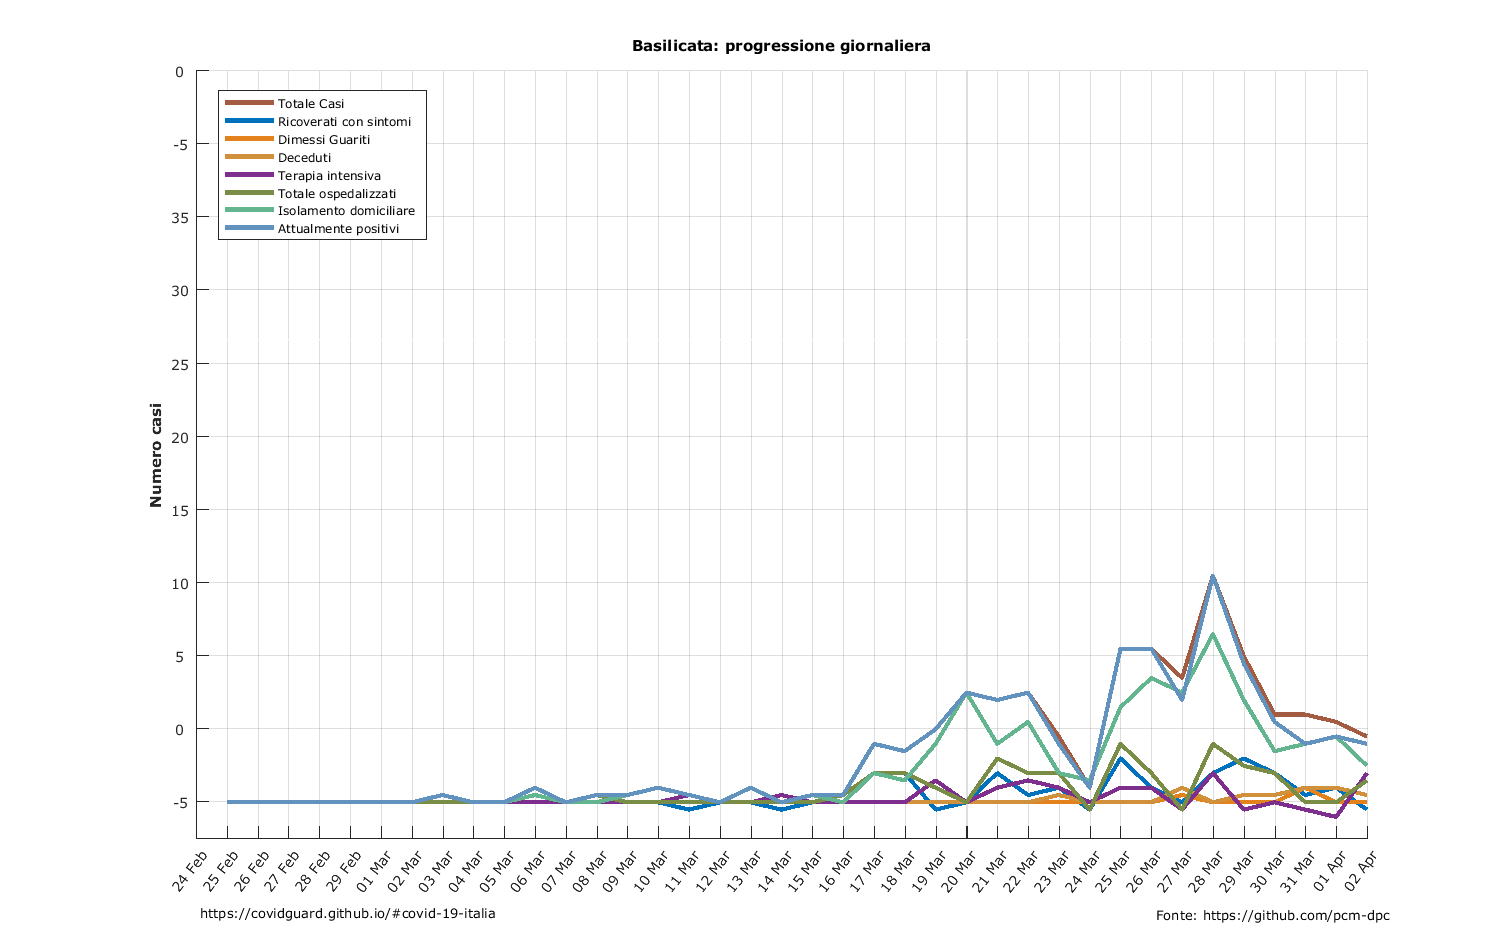 Basilicata: progressione giornaliera
0
-5
35
30
25
20
15
10
5
0
-5
Numero casi
Totale Casi
Ricoverati con sintomi
Dimessi Guariti
Deceduti
Terapia intensiva
Totale ospedalizzati
Isolamento domiciliare
Attualmente positivi
24 Feb
25 Feb
26 Feb
27 Feb
28 Feb
29 Feb
01 Mar
02 Mar
03 Mar
04 Mar
05 Mar
06 Mar
07 Mar
08 Mar
09 Mar
10 Mar
11 Mar
12 Mar
13 Mar
14 Mar
15 Mar
16 Mar
17 Mar
18 Mar
19 Mar
20 Mar
21 Mar
22 Mar
23 Mar
24 Mar
25 Mar
26 Mar
27 Mar
28 Mar
29 Mar
30 Mar
31 Mar
01 Apr
02 Apr
https://covidguard.github.io/#covid-19-italia
Fonte: https://github.com/pcm-dpc